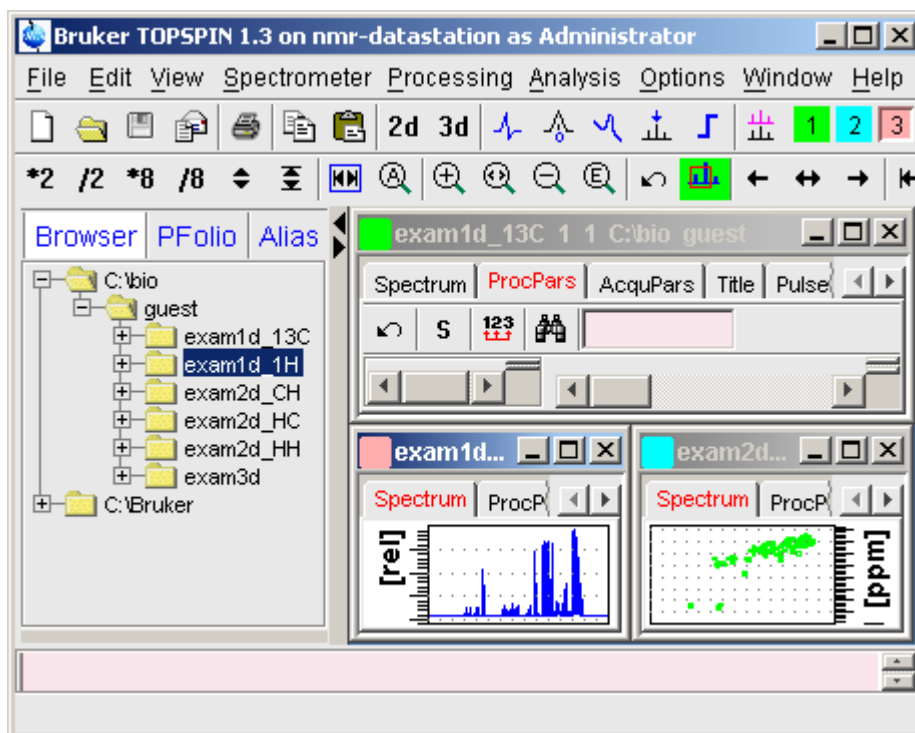 Bruker TOPSPIN 1.3 on nmr-datastation as Administrator
File Edit View Spectrometer Processing Analysis Options Window Help
2d 3d 1 2 3
*2 /2 *8 /8 A E
Browser PFolio Alias
C:\bio
guest
exam1d_13C
exam1d_1H
exam2d_CH
exam2d_HC
exam2d_HH
exam3d
C:\Bruker
exam1d_13C 1 1 C:\bio guest
Spectrum ProcPars AcquPars Title Pulse
S 123
exam1d...
Spectrum ProcP
[rel]
exam2d...
Spectrum ProcP
[ppm]